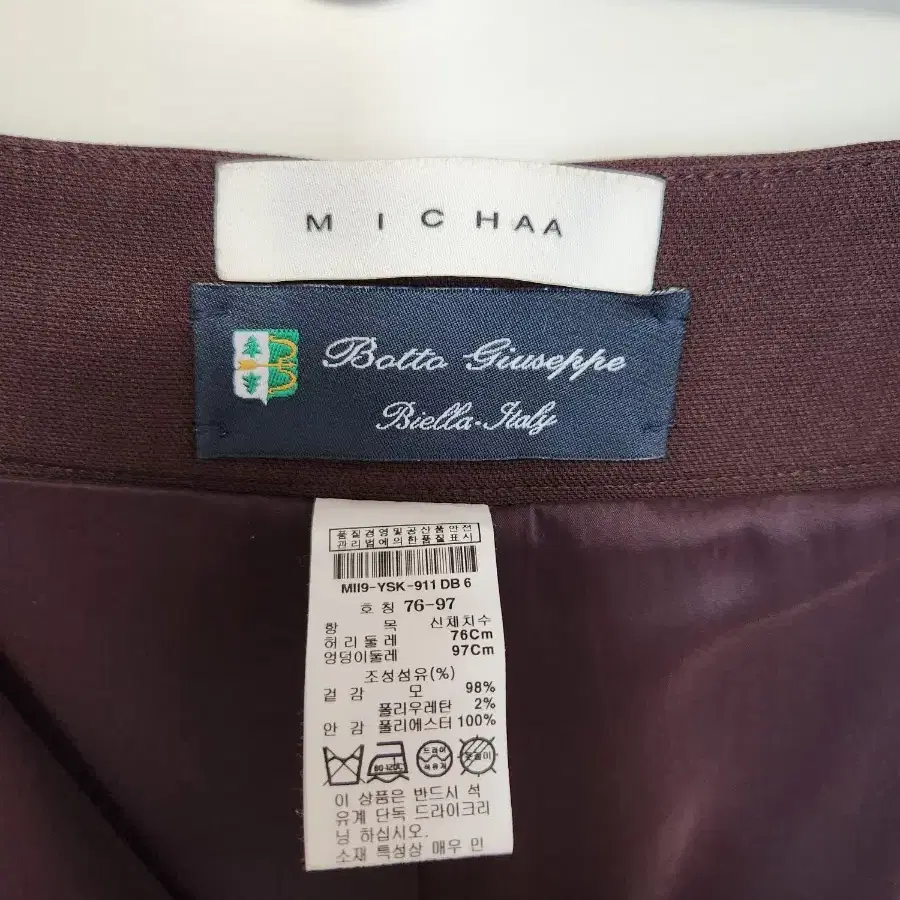 MICHAA
Botto Giuseppe
Biella-Italy
품질경영및공산품안전
관리법에의한품질표시
MII9-YSK-911 DB 6
호칭 76-97
항 목 신체치수
허리둘레 76Cm
엉덩이둘레 97Cm
조성섬유(%)
겉감 모 98%
폴리우레탄 2%
안감 폴리에스터 100%
80-120C 드라이 석유계
이 상품은 반드시 석
유계 단독 드라이크리
닝 하십시오.
소재 특성상 매우 민